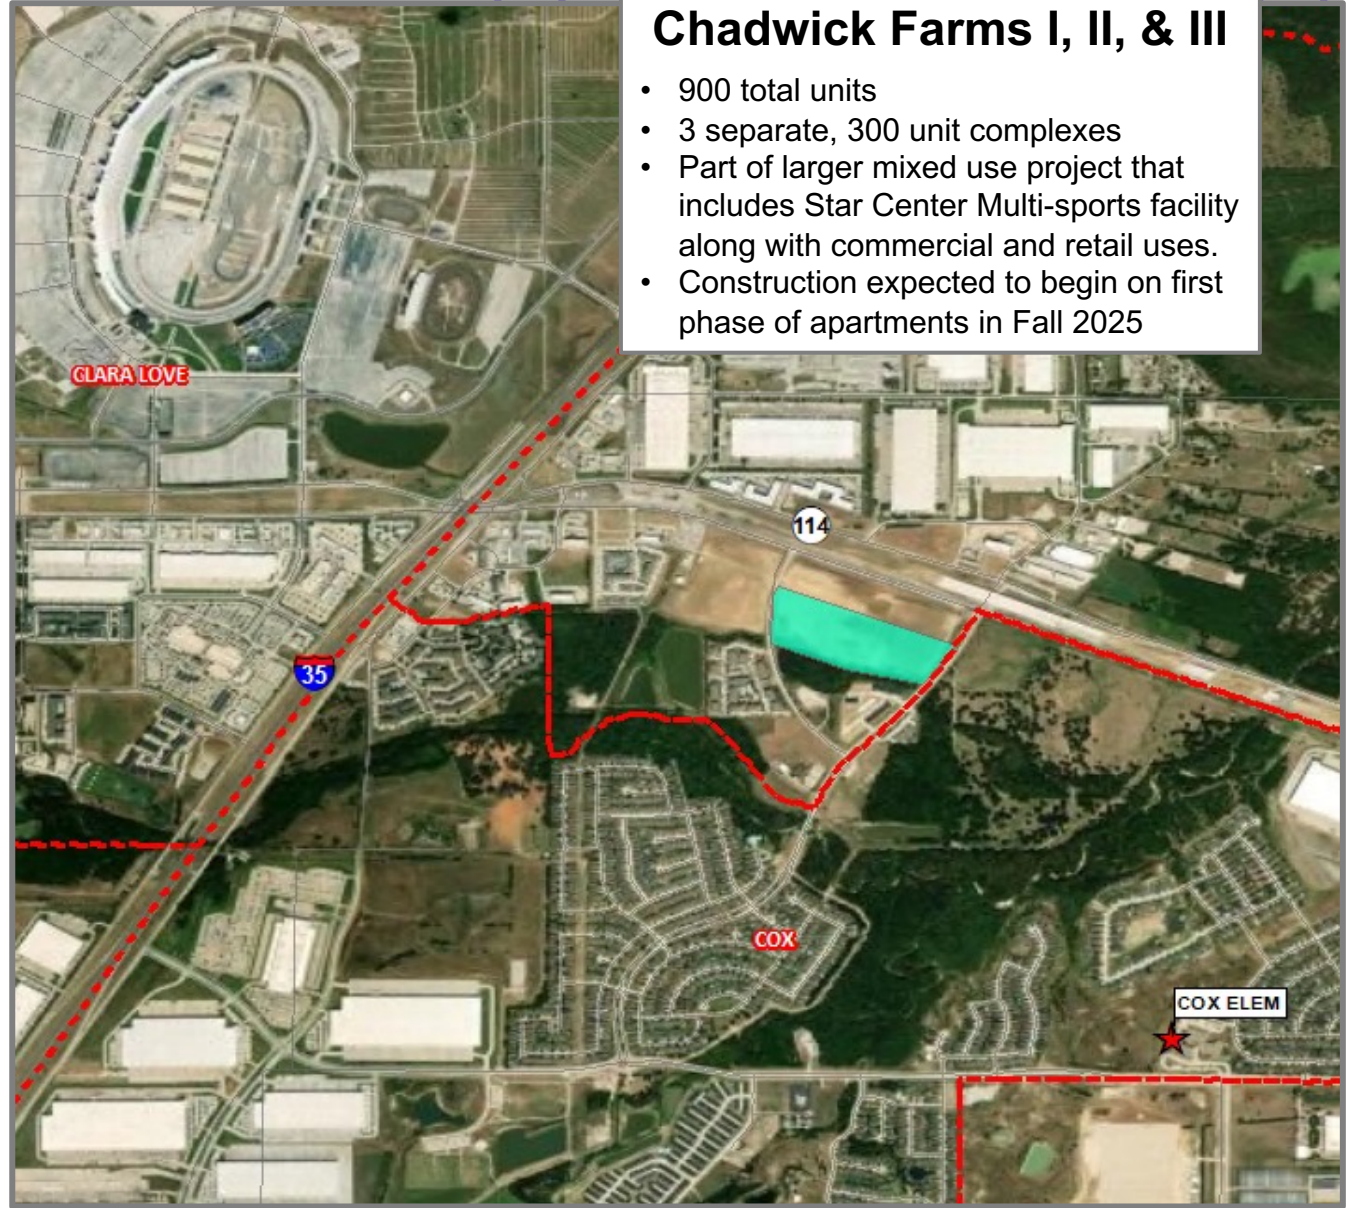 Chadwick Farms I, II, & III
• 900 total units
• 3 separate, 300 unit complexes
• Part of larger mixed use project that
includes Star Center Multi-sports facility
along with commercial and retail uses.
• Construction expected to begin on first
phase of apartments in Fall 2025
CLARA LOVE
114
35
COX
COX ELEM